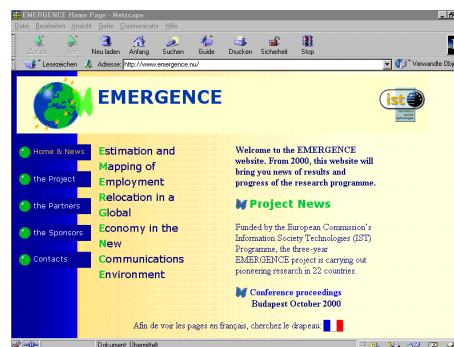 EMERGENCE Home Page - Netscape
Datei Bearbeiten Ansicht Gehe Communicator Hilfe
Zurück Vor Neu laden Anfang Suchen Guide Drucken Sicherheit Stop
Lesezeichen Adresse: http://www.emergence.nu/ Verwandte Obj
EMERGENCE
ist
Home & News
the Project
the Partners
the Sponsors
Contacts
Estimation and
Mapping of
Employment
Relocation in a
Global
Economy in the
New
Communications
Environment
Welcome to the EMERGENCE
website. From 2000, this website will
bring you news of results and
progress of the research programme.
Project News
Funded by the European Commission's
Information Society Technologies (IST)
Programme, the three-year
EMERGENCE project is carrying out
pioneering research in 22 countries.
Conference proceedings
Budapest October 2000
Afin de voir les pages en français, cherchez le drapeau:
Dokument: Übermittelt